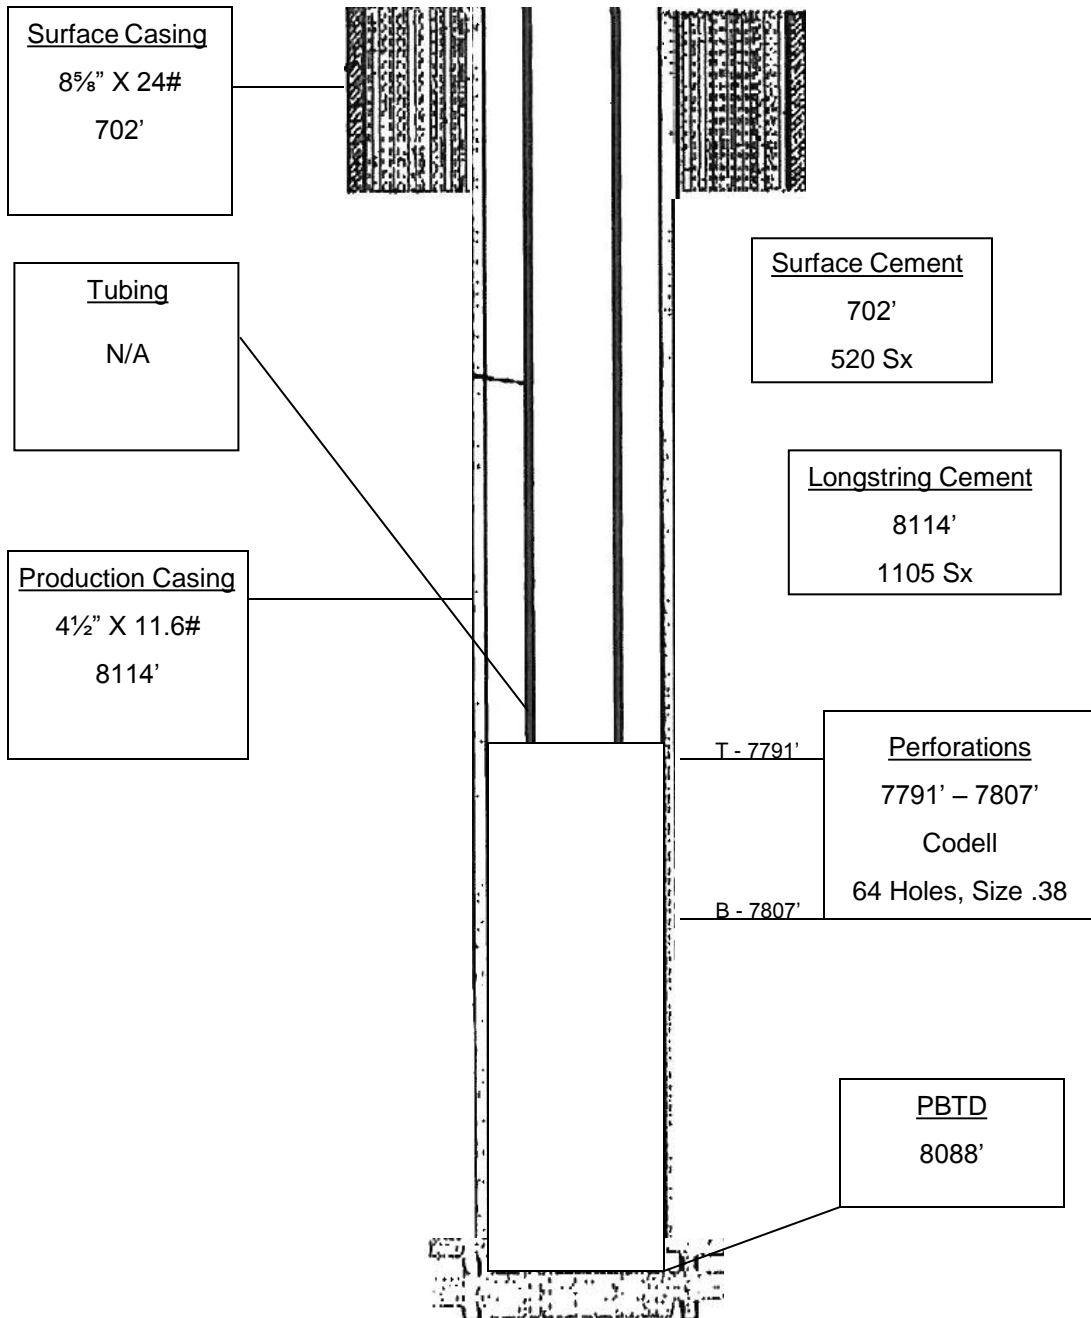 Surface Casing
8⅝” X 24#
702’
Tubing
N/A
Production Casing
4½” X 11.6#
8114’
Surface Cement
702’
520 Sx
Longstring Cement
8114’
1105 Sx
T - 7791’
B - 7807’
Perforations
7791’ – 7807’
Codell
64 Holes, Size .38
PBTD
8088’